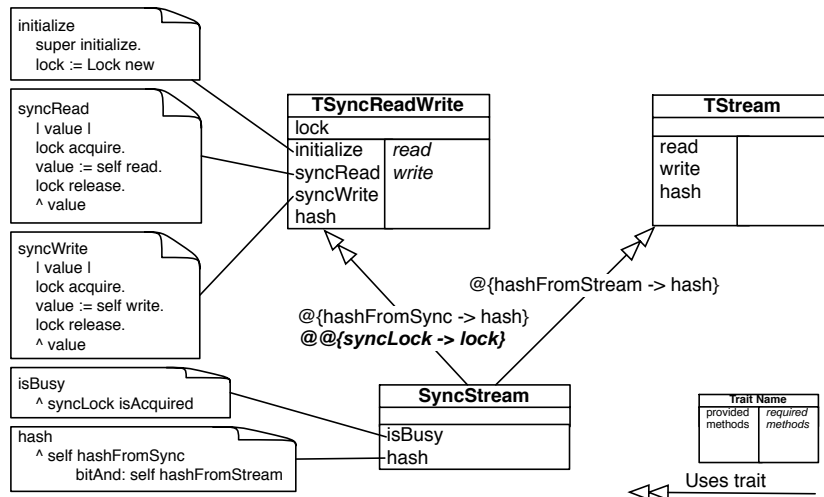 initialize
super initialize.
lock := Lock new
syncRead
| value |
lock acquire.
value := self read.
lock release.
^ value
syncWrite
| value |
lock acquire.
value := self write.
lock release.
^ value
isBusy
^ syncLock isAcquired
hash
^ self hashFromSync
bitAnd: self hashFromStream
TSyncReadWrite
lock
initialize read
syncRead write
syncWrite
hash
TStream
read
write
hash
@{hashFromStream -> hash}
@{hashFromSync -> hash}
@@{syncLock -> lock}
SyncStream
isBusy
hash
Trait Name
provided required
methods methods
Uses trait